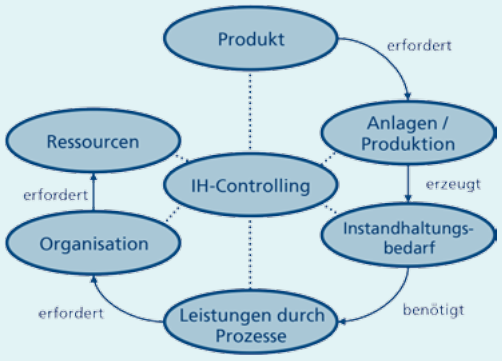 Produkt
erfordert
Anlagen /
Produktion
Ressourcen
IH-Controlling
erzeugt
erfordert
Instandhaltungs-
bedarf
Organisation
benötigt
erfordert
Leistungen durch
Prozesse